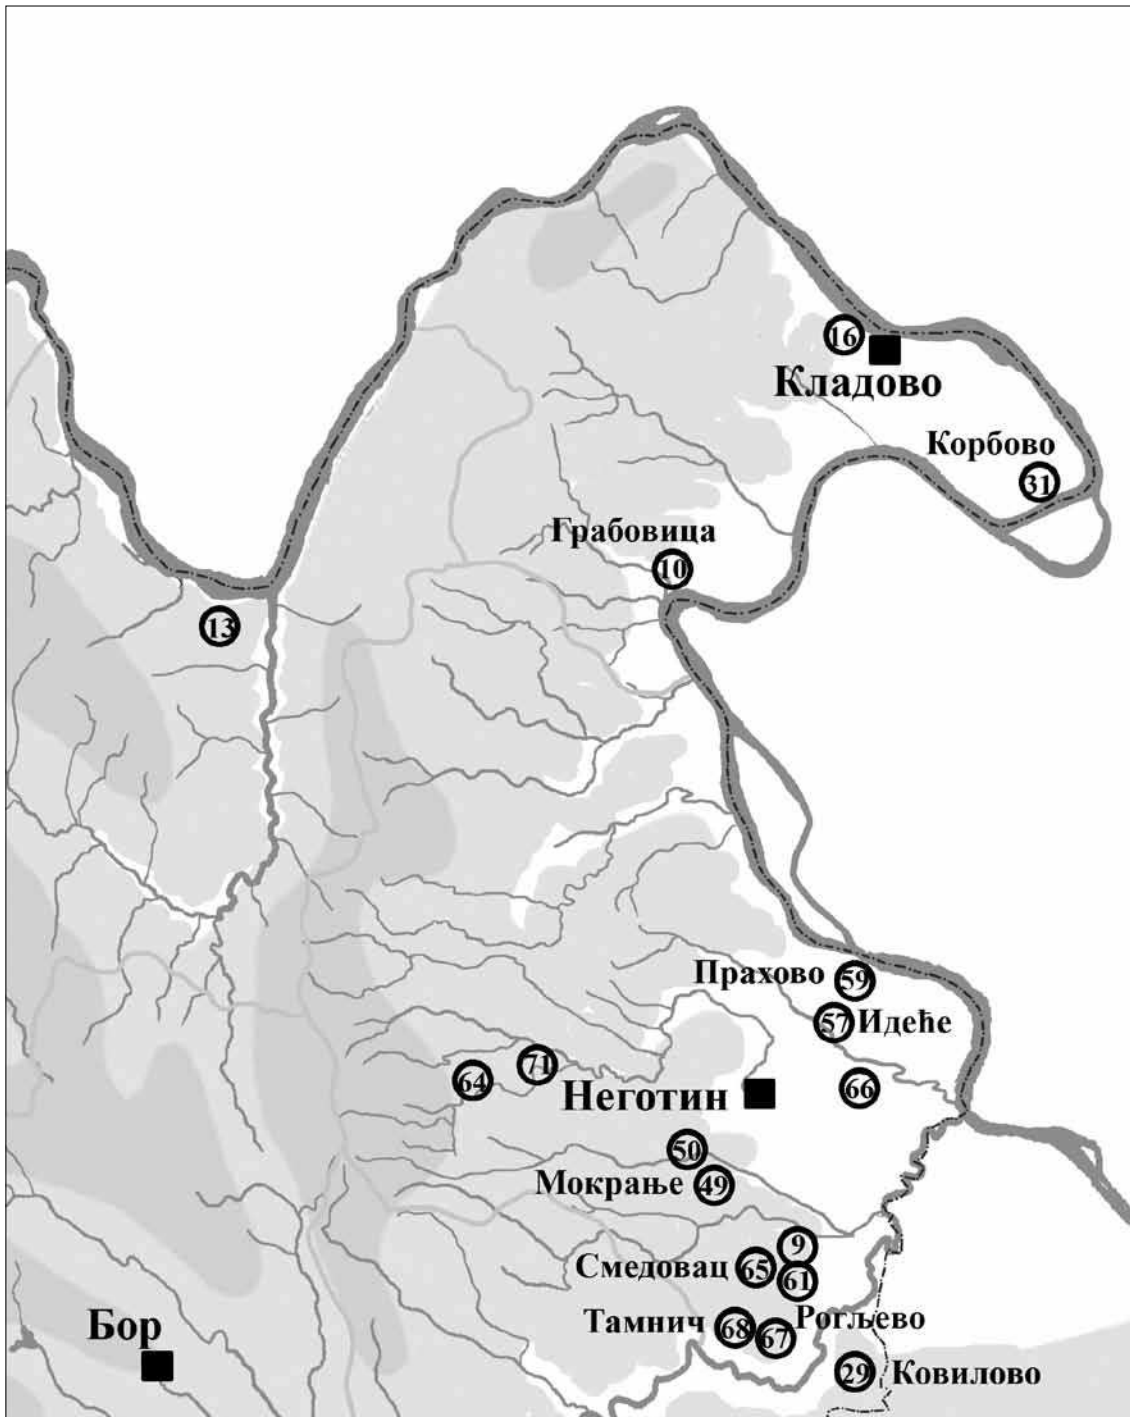 16
Кладово
Корбово
31
Грабовица
10
13
Прахово 59
57 Идеће
71
64
Неготин
66
50
Мокрање 49
9
Смедовац 65
61
Тамнич 68
67
Рогљево
Бор
29 Ковилово